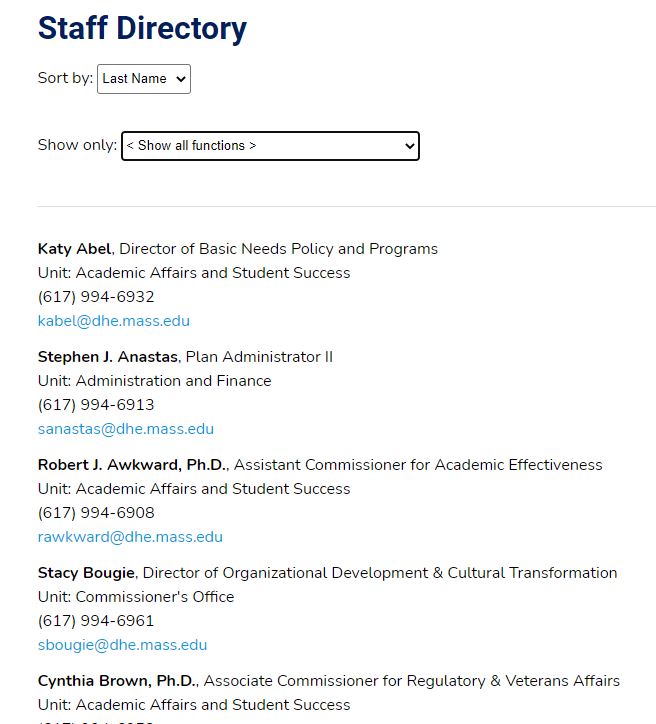 Staff Directory
Sort by: Last Name
Show only: < Show all functions >
Katy Abel, Director of Basic Needs Policy and Programs
Unit: Academic Affairs and Student Success
(617) 994-6932
kabel@dhe.mass.edu
Stephen J. Anastas, Plan Administrator II
Unit: Administration and Finance
(617) 994-6913
sanastas@dhe.mass.edu
Robert J. Awkward, Ph.D., Assistant Commissioner for Academic Effectiveness
Unit: Academic Affairs and Student Success
(617) 994-6908
rawkward@dhe.mass.edu
Stacy Bougie, Director of Organizational Development & Cultural Transformation
Unit: Commissioner's Office
(617) 994-6961
sbougie@dhe.mass.edu
Cynthia Brown, Ph.D., Associate Commissioner for Regulatory & Veterans Affairs
Unit: Academic Affairs and Student Success